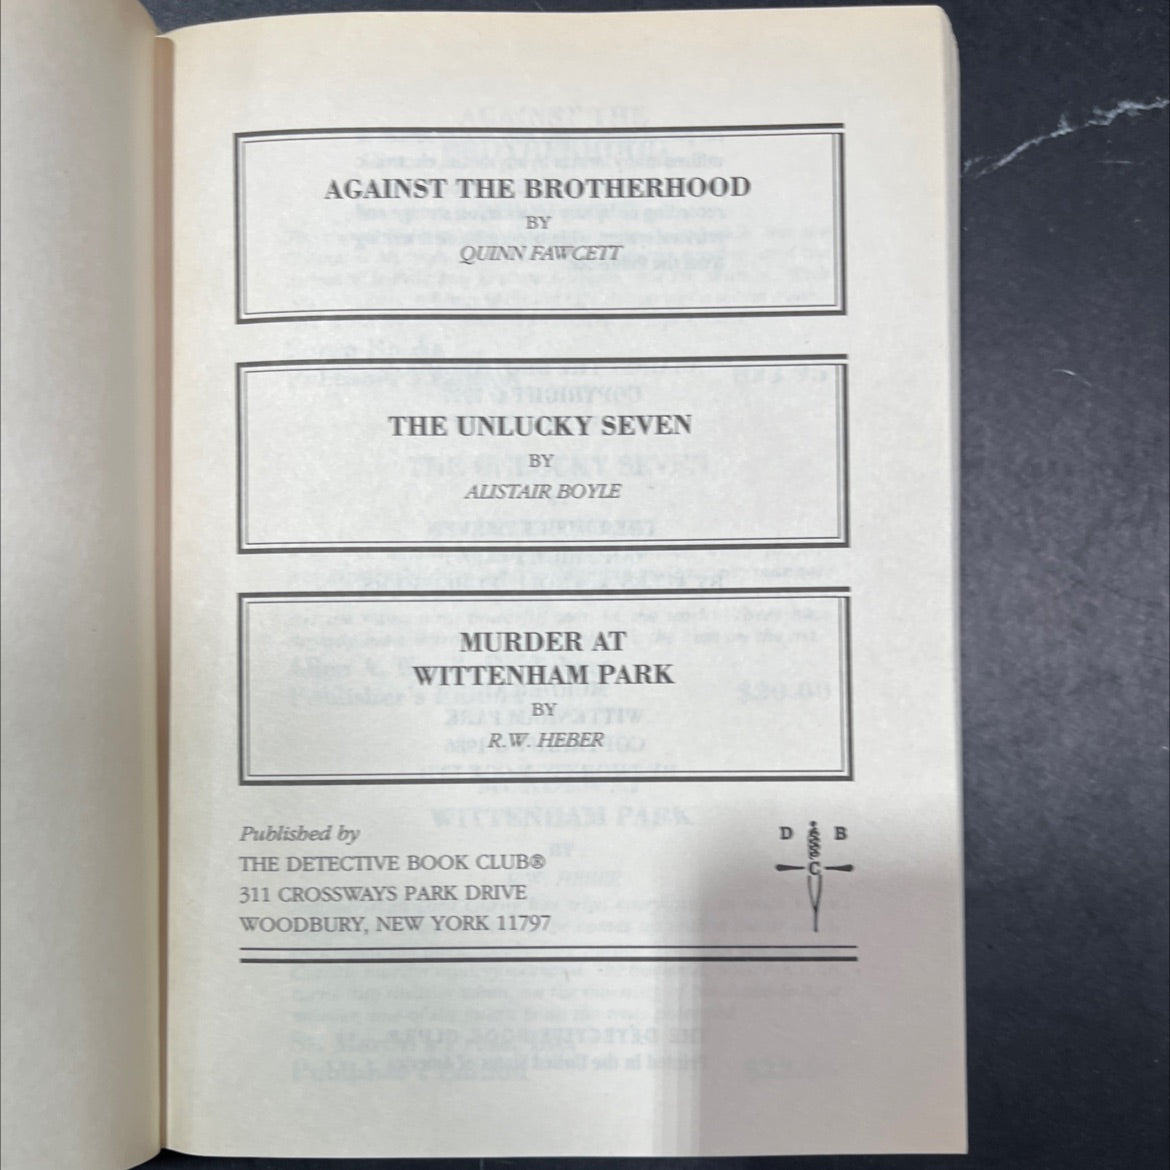 AGAINST THE BROTHERHOOD
BY
QUINN FAWCETT
THE UNLUCKY SEVEN
BY
ALISTAIR BOYLE
MURDER AT
WITTENHAM PARK
BY
R.W. HEBER
Published by
THE DETECTIVE BOOK CLUB®
311 CROSSWAYS PARK DRIVE
WOODBURY, NEW YORK 11797
D B
C